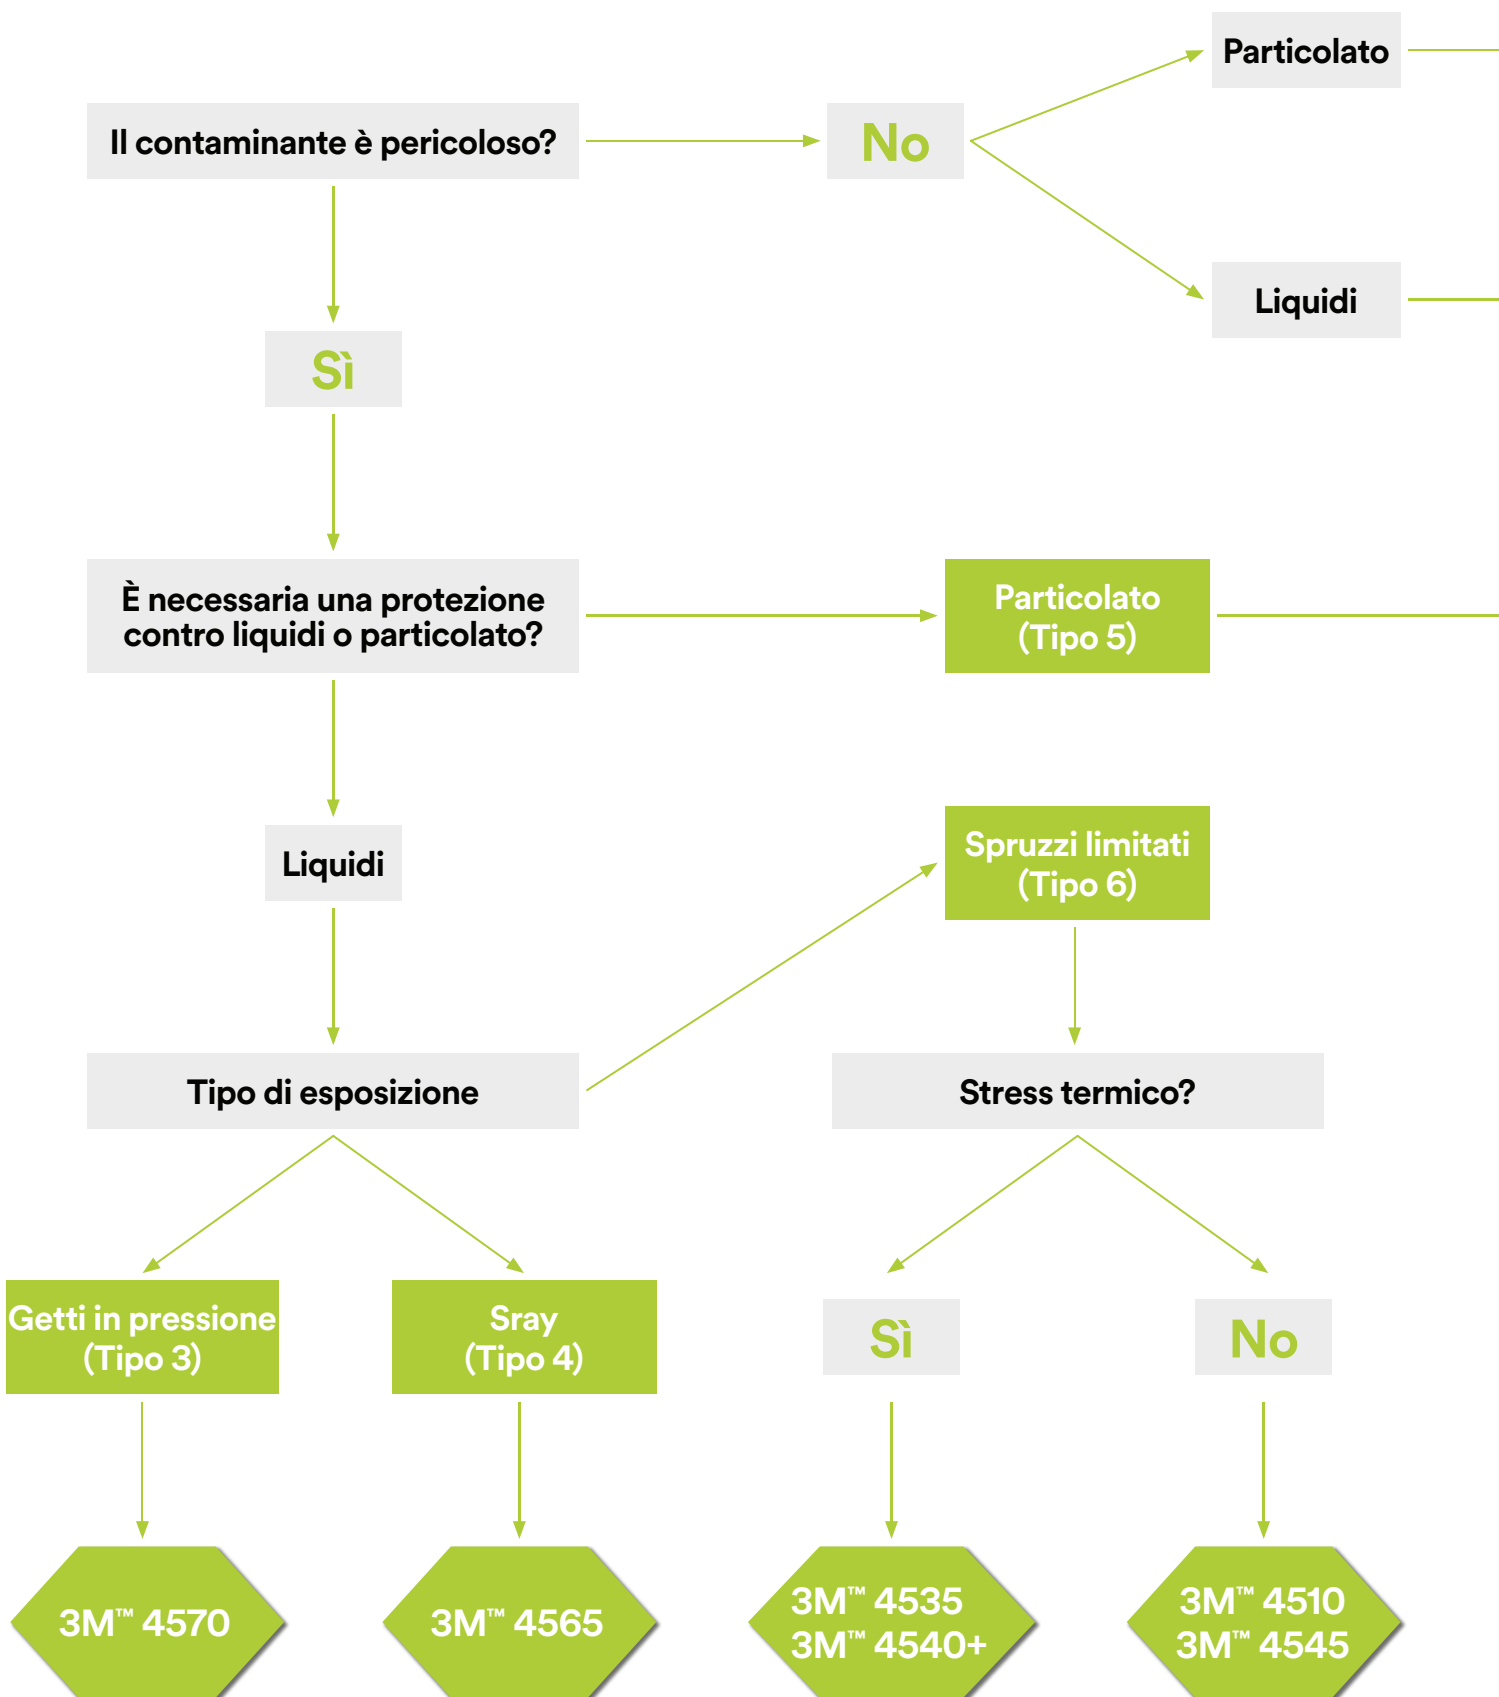 Particolato
Il contaminante è pericoloso?
No
Liquidi
Sì
È necessaria una protezione
contro liquidi o particolato?
Particolato
(Tipo 5)
Spruzzi limitati
(Tipo 6)
Liquidi
Tipo di esposizione
Stress termico?
Getti in pressione
(Tipo 3)
Sray
(Tipo 4)
Sì
No
3M™ 4570
3M™ 4565
3M™ 4535
3M™ 4540+
3M™ 4510
3M™ 4545